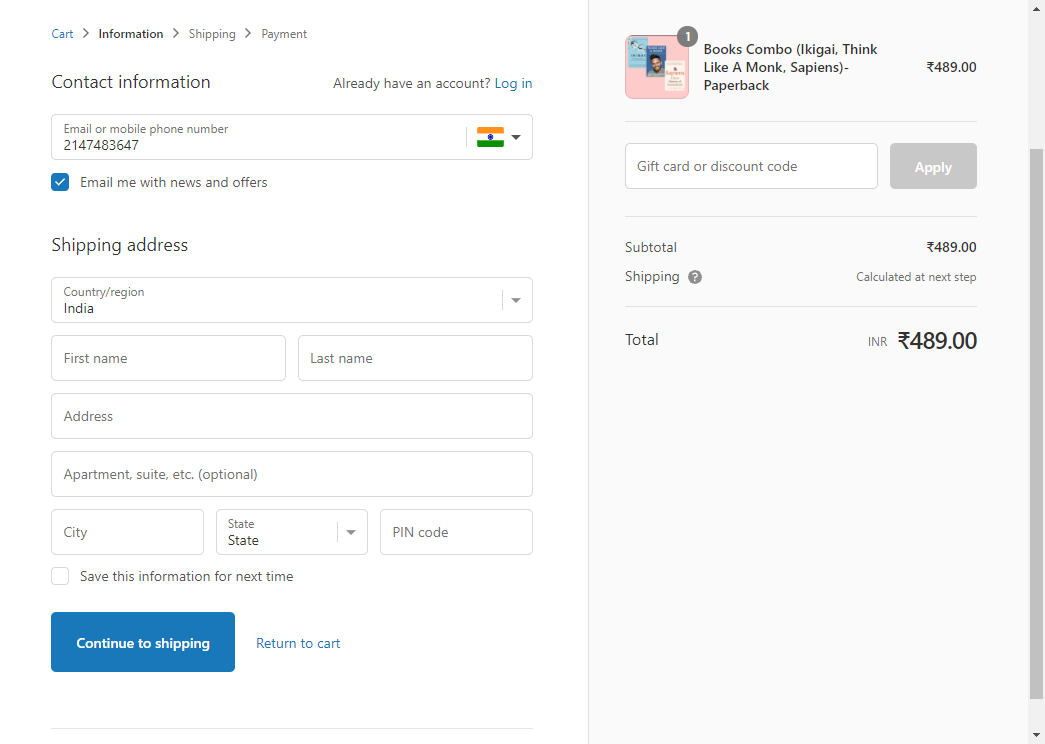 Cart > Information > Shipping > Payment
Contact information
Already have an account? Log in
Email or mobile phone number
2147483647
Email me with news and offers
Shipping address
Country/region
India
First name
Last name
Address
Apartment, suite, etc. (optional)
City
State
State
PIN code
Save this information for next time
Continue to shipping
Return to cart
1
Books Combo (Ikigai, Think
Like A Monk, Sapiens)-
Paperback
₹489.00
Gift card or discount code
Apply
Subtotal
₹489.00
Shipping ?
Calculated at next step
Total
INR ₹489.00